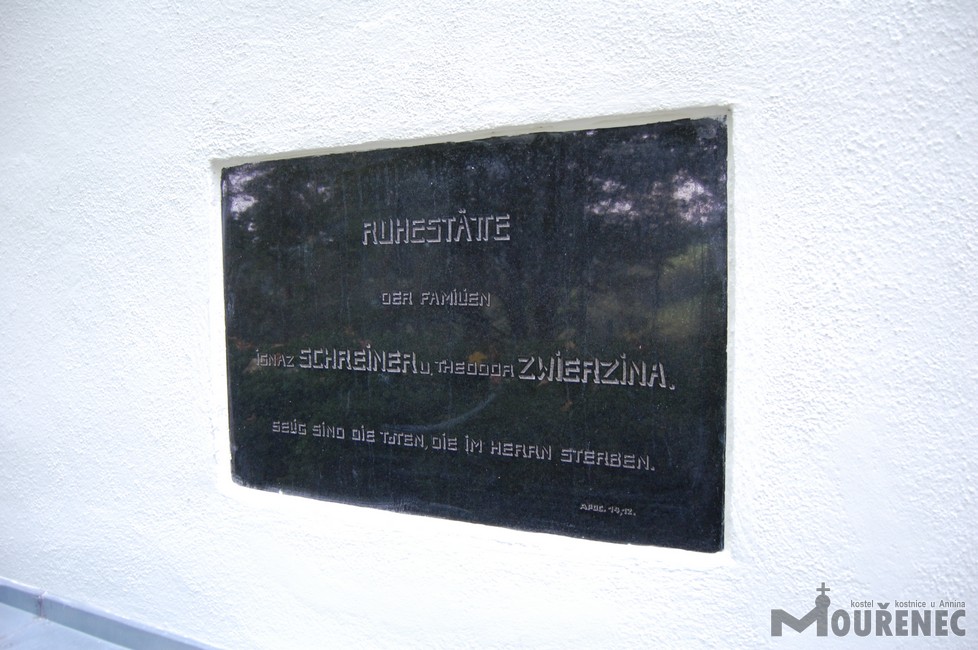 RUHESTÄTTE
DER FAMILIEN
IGNAZ SCHREINER U. THEODOR ZWIERZINA.
SELIG SIND DIE TOTEN, DIE IM HERRN STERBEN.
APOC. 14,12.
kostel kostnice u Annina
MOUŘENEC